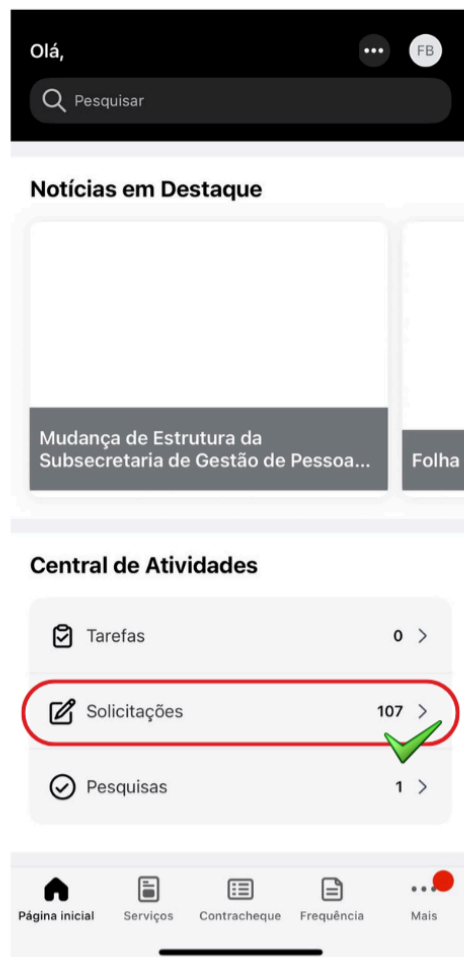 Olá,
FB
Pesquisar
Notícias em Destaque
Mudança de Estrutura da
Subsecretaria de Gestão de Pessoa...
Folha
Central de Atividades
Tarefas 0
Solicitações 107
Pesquisas 1
Página inicial Serviços Contracheque Frequência Mais